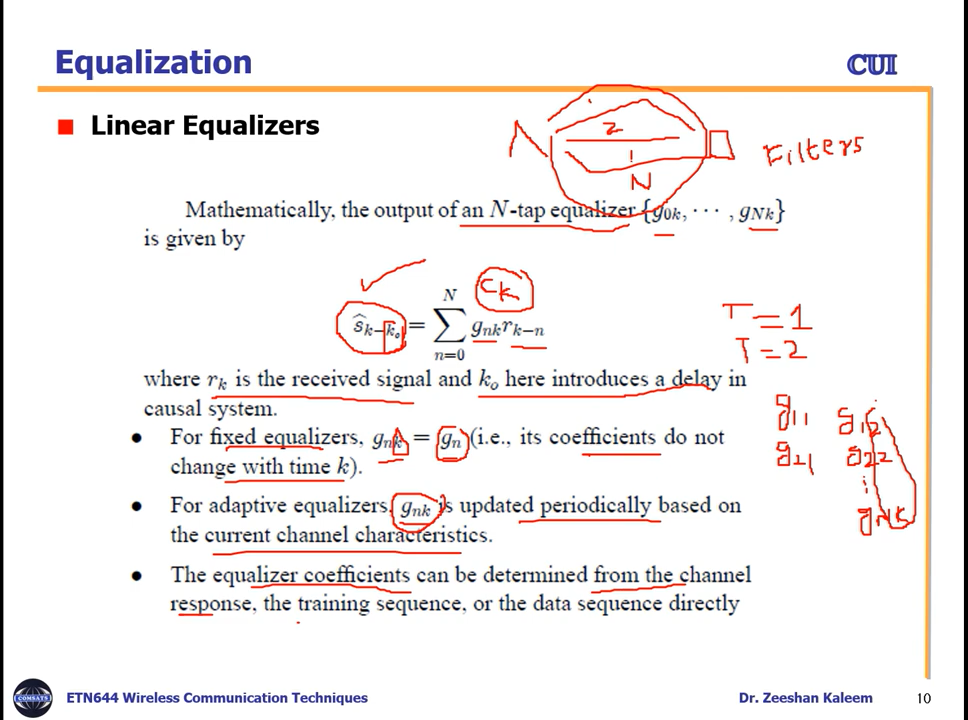 Equalization
CUI
Linear Equalizers
2
1
N
Filters
Mathematically, the output of an N-tap equalizer {g0k, ··· , gNk}
is given by
ck
ŝk−ko = ∑ N n=0 gnk rk−n
T = 1
T = 2
where rk is the received signal and ko here introduces a delay in
causal system.
g11 g12
• For fixed equalizers, gnk = gn (i.e., its coefficients do not
change with time k).
g21 g22
• For adaptive equalizers, gnk is updated periodically based on
the current channel characteristics.
gNk
• The equalizer coefficients can be determined from the channel
response, the training sequence, or the data sequence directly
COMSATS
ETN644 Wireless Communication Techniques
Dr. Zeeshan Kaleem
10